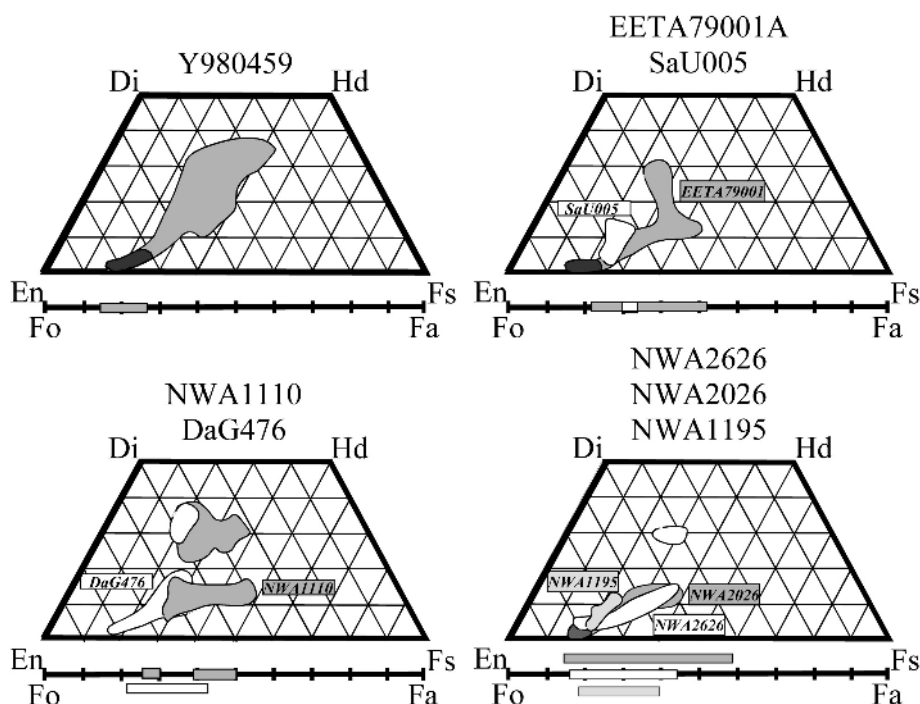 Y980459
Di Hd
En Fs
Fo Fa
EETA79001A
SaU005
Di Hd
SaU005
EETA79001
En Fs
Fo Fa
NWA1110
DaG476
Di Hd
DaG476
NWA1110
En Fs
Fo Fa
NWA2626
NWA2026
NWA1195
Di Hd
NWA1195
NWA2026
NWA2626
En Fs
Fo Fa